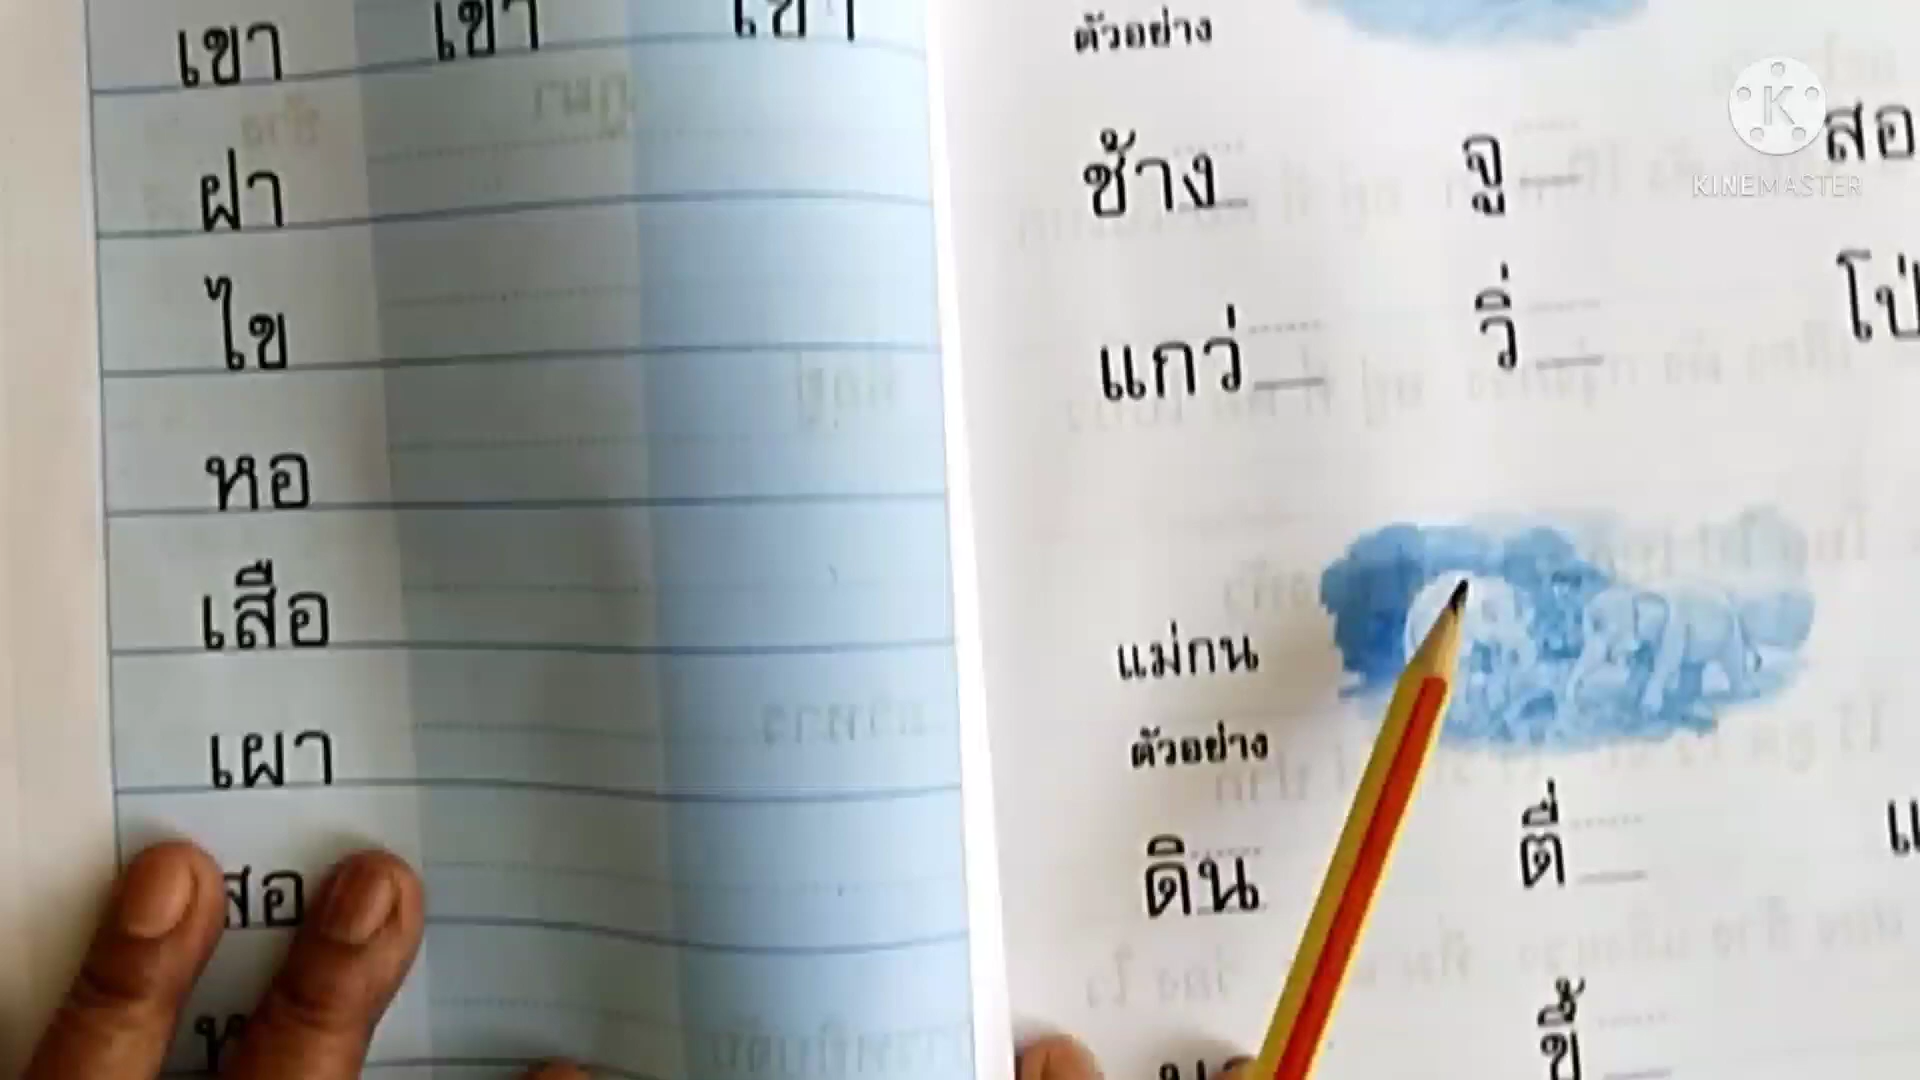 เขา เข่า เข้า
ฝา
ไข
หอ
เสือ
เผา
สอ
ตัวอย่าง
ช้าง จู สอ
แกว่ วิ่ โป่
แม่กน
ตัวอย่าง
ดิน ตื่
ขึ้
KINEMASTER